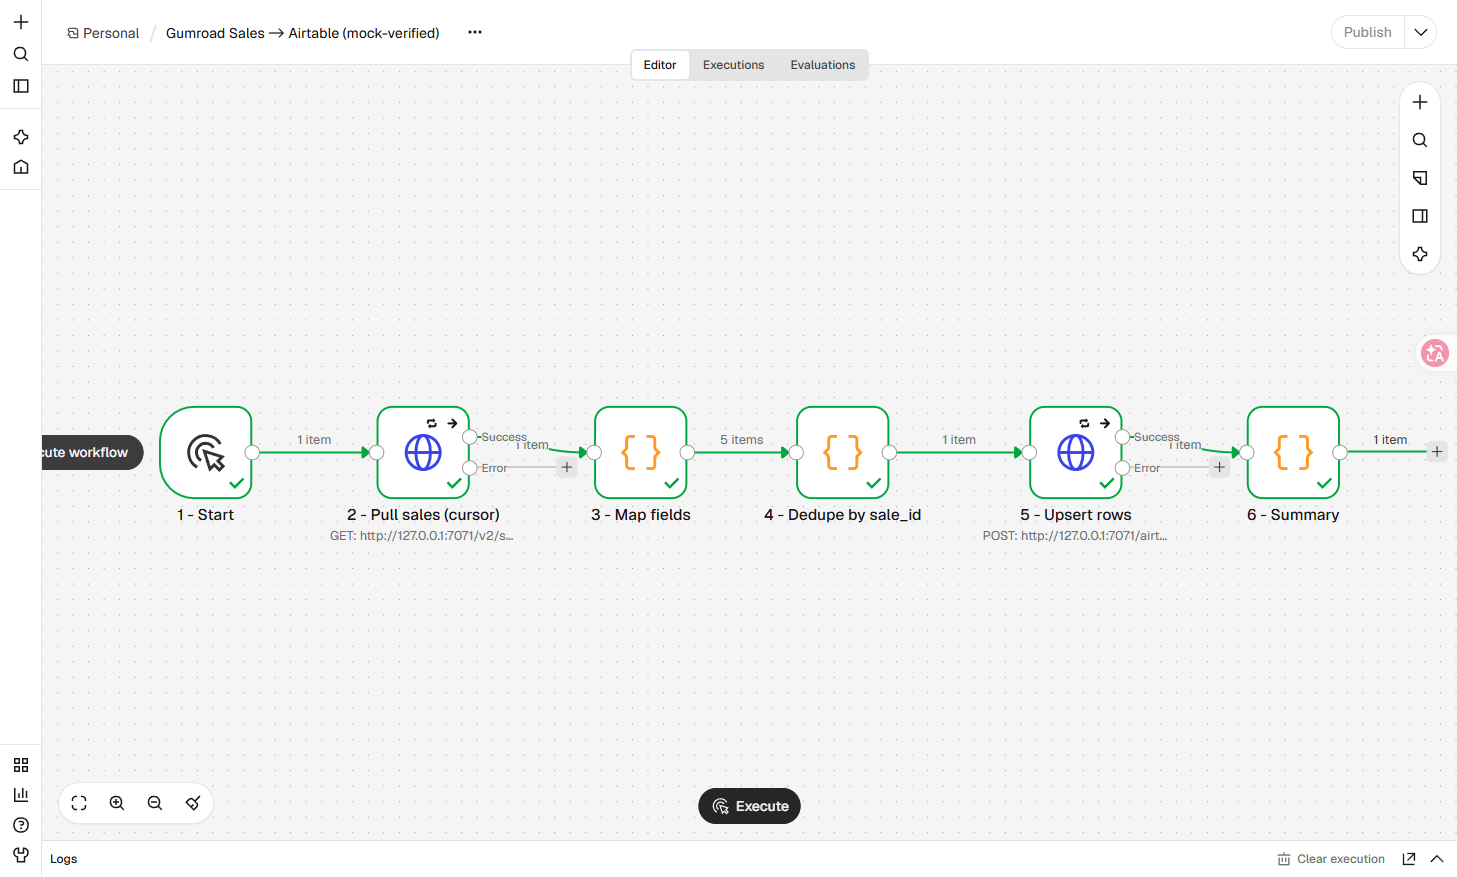 Personal / Gumroad Sales → Airtable (mock-verified) ...
Publish
Editor Executions Evaluations
cute workflow
1 item
Success
1 item
Error
5 items
1 item
Success
1 item
Error
1 item
1 - Start
2 - Pull sales (cursor)
GET: http://127.0.0.1:7071/v2/s...
3 - Map fields
4 - Dedupe by sale_id
5 - Upsert rows
POST: http://127.0.0.1:7071/airt...
6 - Summary
Execute
Logs
Clear execution